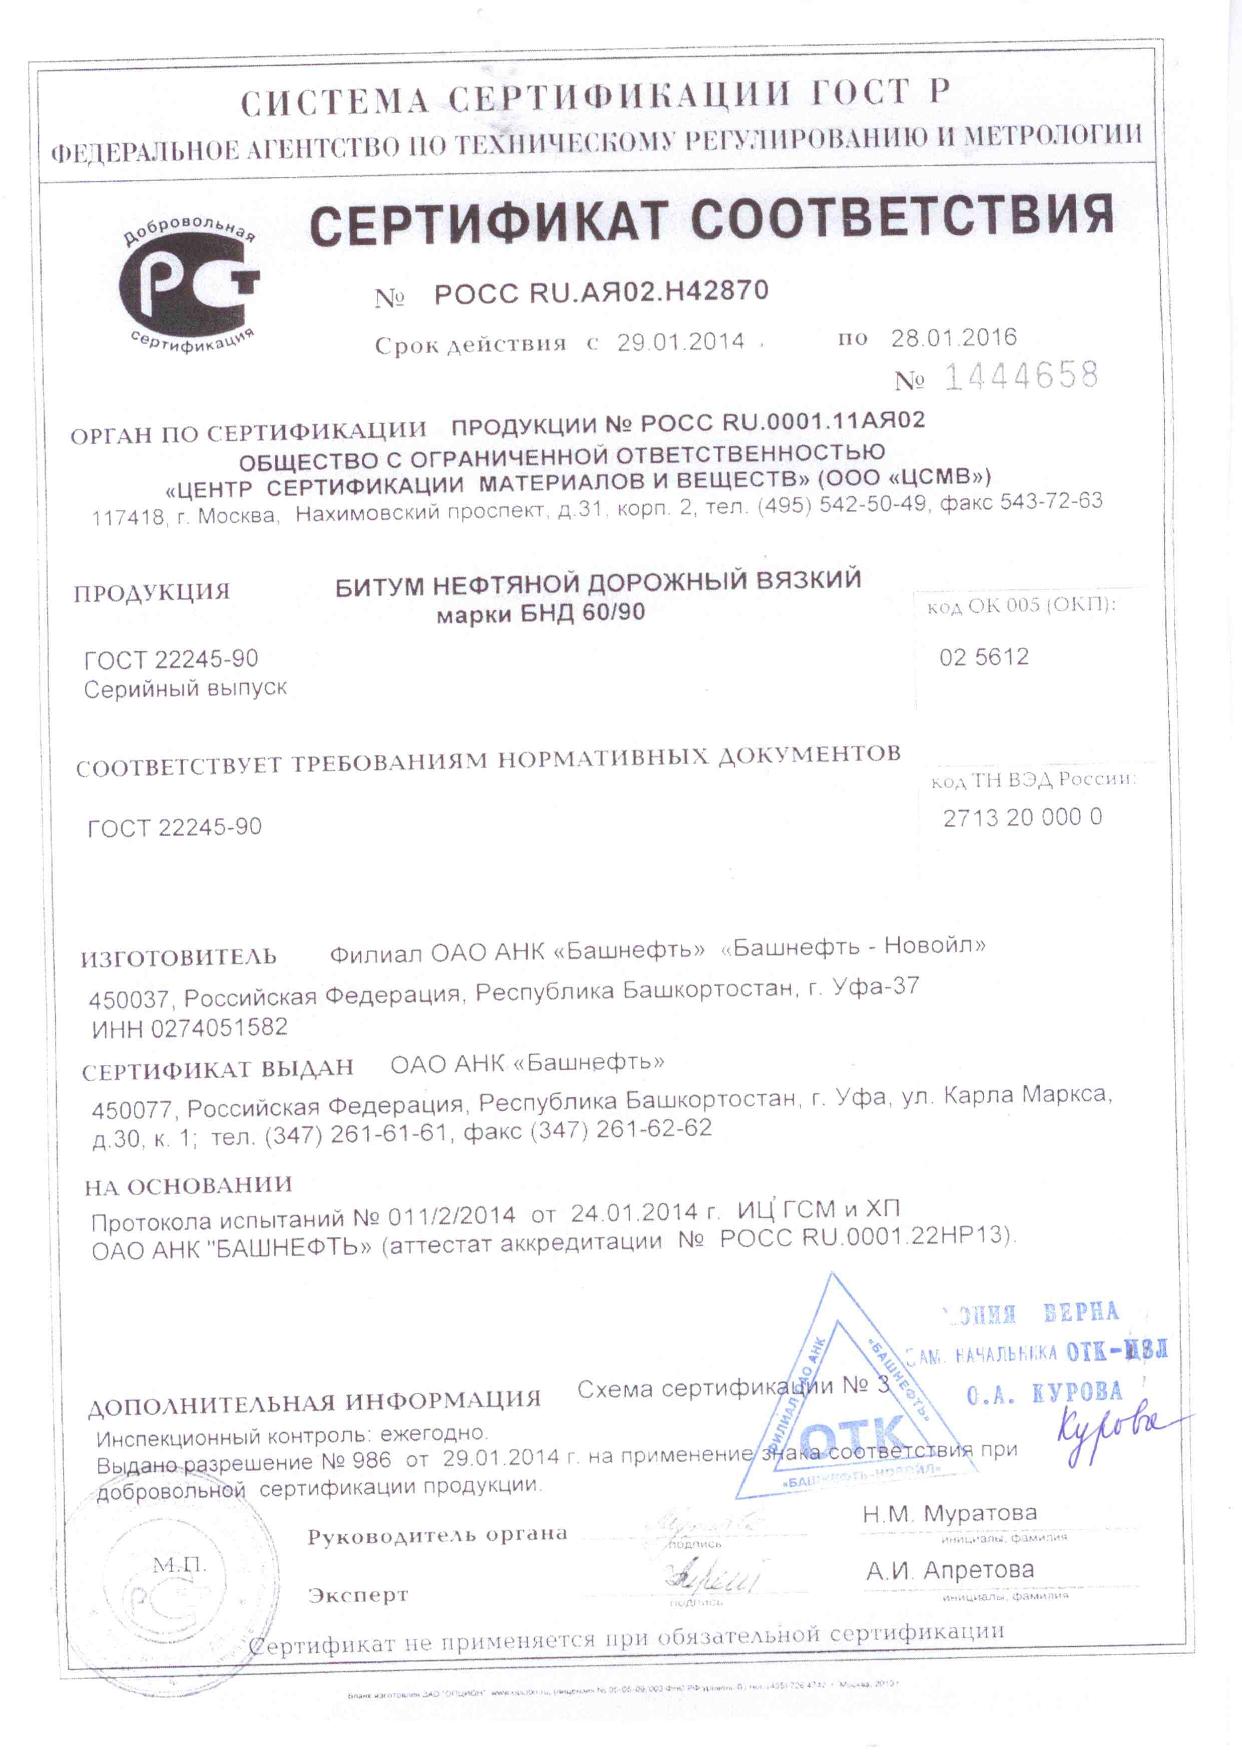 СИСТЕМА СЕРТИФИКАЦИИ ГОСТ Р
ФЕДЕРАЛЬНОЕ АГЕНТСТВО ПО ТЕХНИЧЕСКОМУ РЕГУЛИРОВАНИЮ И МЕТРОЛОГИИ
Добровольная
РСТ
сертификация
СЕРТИФИКАТ СООТВЕТСТВИЯ
№ РОСС RU.АЯ02.Н42870
Срок действия с 29.01.2014 по 28.01.2016
№ 1444658
ОРГАН ПО СЕРТИФИКАЦИИ ПРОДУКЦИИ № РОСС RU.0001.11АЯ02
ОБЩЕСТВО С ОГРАНИЧЕННОЙ ОТВЕТСТВЕННОСТЬЮ
«ЦЕНТР СЕРТИФИКАЦИИ МАТЕРИАЛОВ И ВЕЩЕСТВ» (ООО «ЦСМВ»)
117418, г. Москва, Нахимовский проспект, д.31, корп. 2, тел. (495) 542-50-49, факс 543-72-63
ПРОДУКЦИЯ БИТУМ НЕФТЯНОЙ ДОРОЖНЫЙ ВЯЗКИЙ
марки БНД 60/90
код ОК 005 (ОКП):
ГОСТ 22245-90
02 5612
Серийный выпуск
СООТВЕТСТВУЕТ ТРЕБОВАНИЯМ НОРМАТИВНЫХ ДОКУМЕНТОВ
код ТН ВЭД России:
ГОСТ 22245-90
2713 20 000 0
ИЗГОТОВИТЕЛЬ Филиал ОАО АНК «Башнефть» «Башнефть - Новойл»
450037, Российская Федерация, Республика Башкортостан, г. Уфа-37
ИНН 0274051582
СЕРТИФИКАТ ВЫДАН ОАО АНК «Башнефть»
450077, Российская Федерация, Республика Башкортостан, г. Уфа, ул. Карла Маркса,
д.30, к. 1; тел. (347) 261-61-61, факс (347) 261-62-62
НА ОСНОВАНИИ
Протокола испытаний № 011/2/2014 от 24.01.2014 г. ИЦ ГСМ и ХП
ОАО АНК "БАШНЕФТЬ» (аттестат аккредитации № РОСС RU.0001.22НР13).
КОПИЯ ВЕРНА
ЗАМ. НАЧАЛЬНИКА ОТК-ЦЗЛ
О.А. КУРОВА
Курова
ФИЛИАЛ ОАО АНК
«БАШНЕФТЬ»
ОТК
«БАШНЕФТЬ-НОВОЙЛ»
ДОПОЛНИТЕЛЬНАЯ ИНФОРМАЦИЯ Схема сертификации № 3
Инспекционный контроль: ежегодно.
Выдано разрешение № 986 от 29.01.2014 г. на применение знака соответствия при
добровольной сертификации продукции.
Руководитель органа Н.М. Муратова
подпись инициалы, фамилия
М.П.
Эксперт А.И. Апретова
подпись инициалы, фамилия
Сертификат не применяется при обязательной сертификации